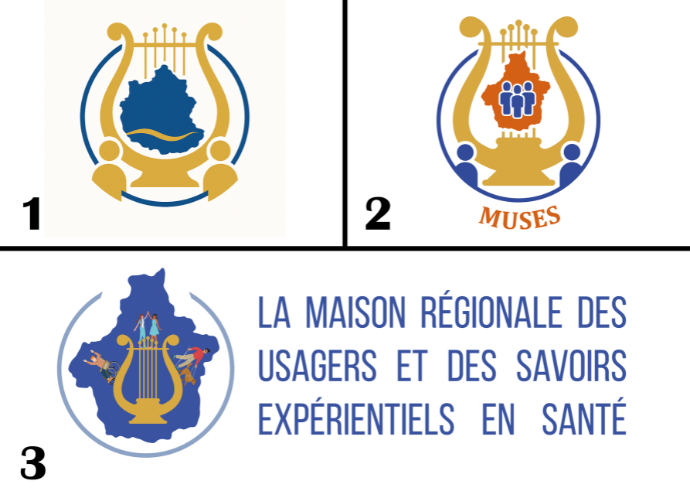 1
2
MUSES
3
LA MAISON RÉGIONALE DES
USAGERS ET DES SAVOIRS
EXPÉRIENTIELS EN SANTÉ